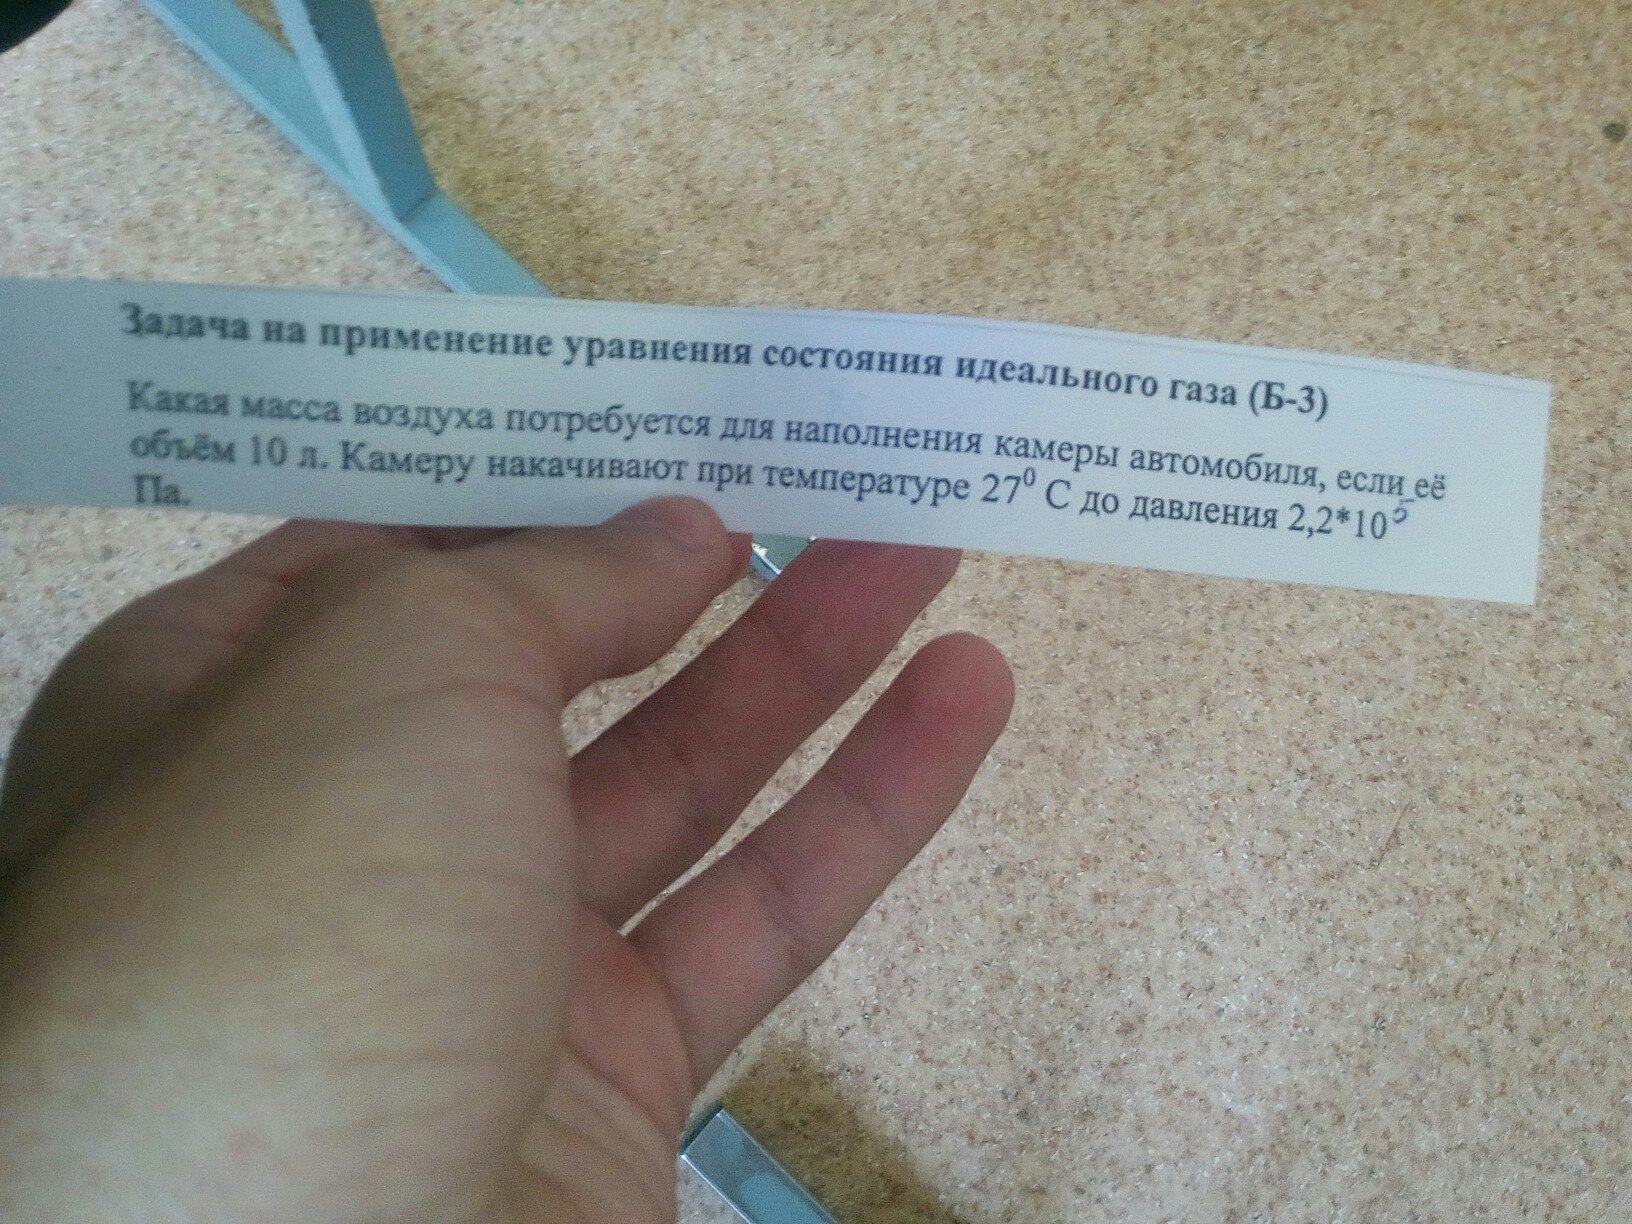 Задача на применение уравнения состояния идеального газа (Б-3)
Какая масса воздуха потребуется для наполнения камеры автомобиля, если её
объём 10 л. Камеру накачивают при температуре 27⁰ С до давления 2,2*10⁵
Па.